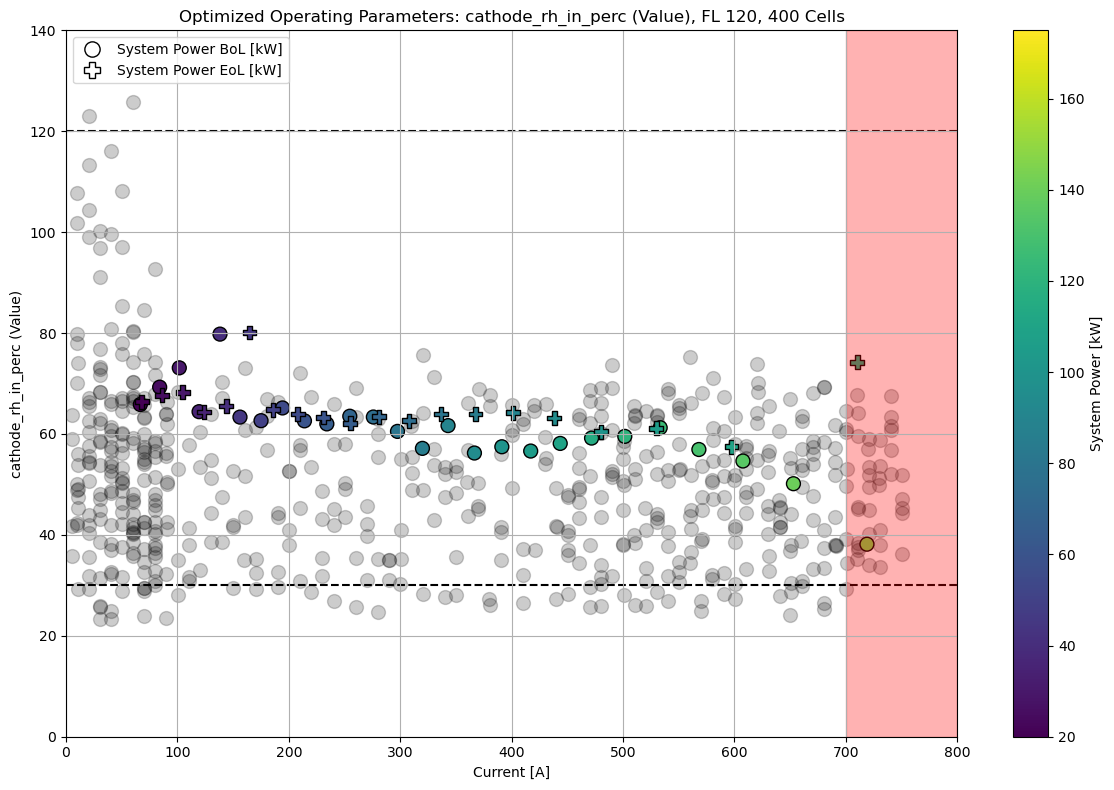 Optimized Operating Parameters: cathode_rh_in_perc (Value), FL 120, 400 Cells
System Power BoL [kW]
System Power EoL [kW]
cathode_rh_in_perc (Value)
140
120
100
80
60
40
20
0
0 100 200 300 400 500 600 700 800
Current [A]
160
140
120
100
80
60
40
20
System Power [kW]